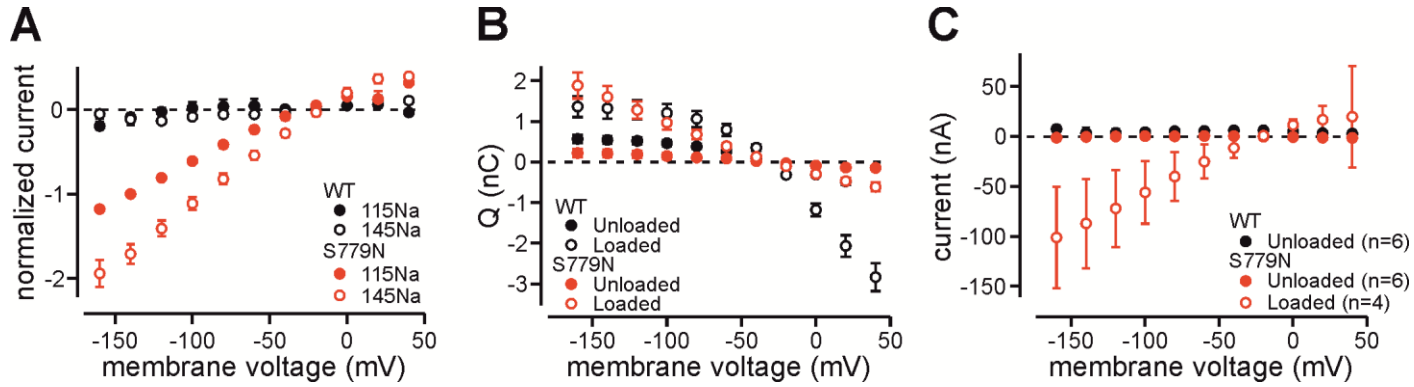 A
normalized current
0
-1
-2
WT
115Na
145Na
S779N
115Na
145Na
-150
-100
-50
0
50
membrane voltage (mV)
B
Q (nC)
2
1
0
-1
-2
-3
WT
Unloaded
Loaded
S779N
Unloaded
Loaded
-150
-100
-50
0
50
membrane voltage (mV)
C
current (nA)
50
0
-50
-100
-150
WT
Unloaded (n=6)
S779N
Unloaded (n=6)
Loaded (n=4)
-150
-100
-50
0
50
membrane voltage (mV)